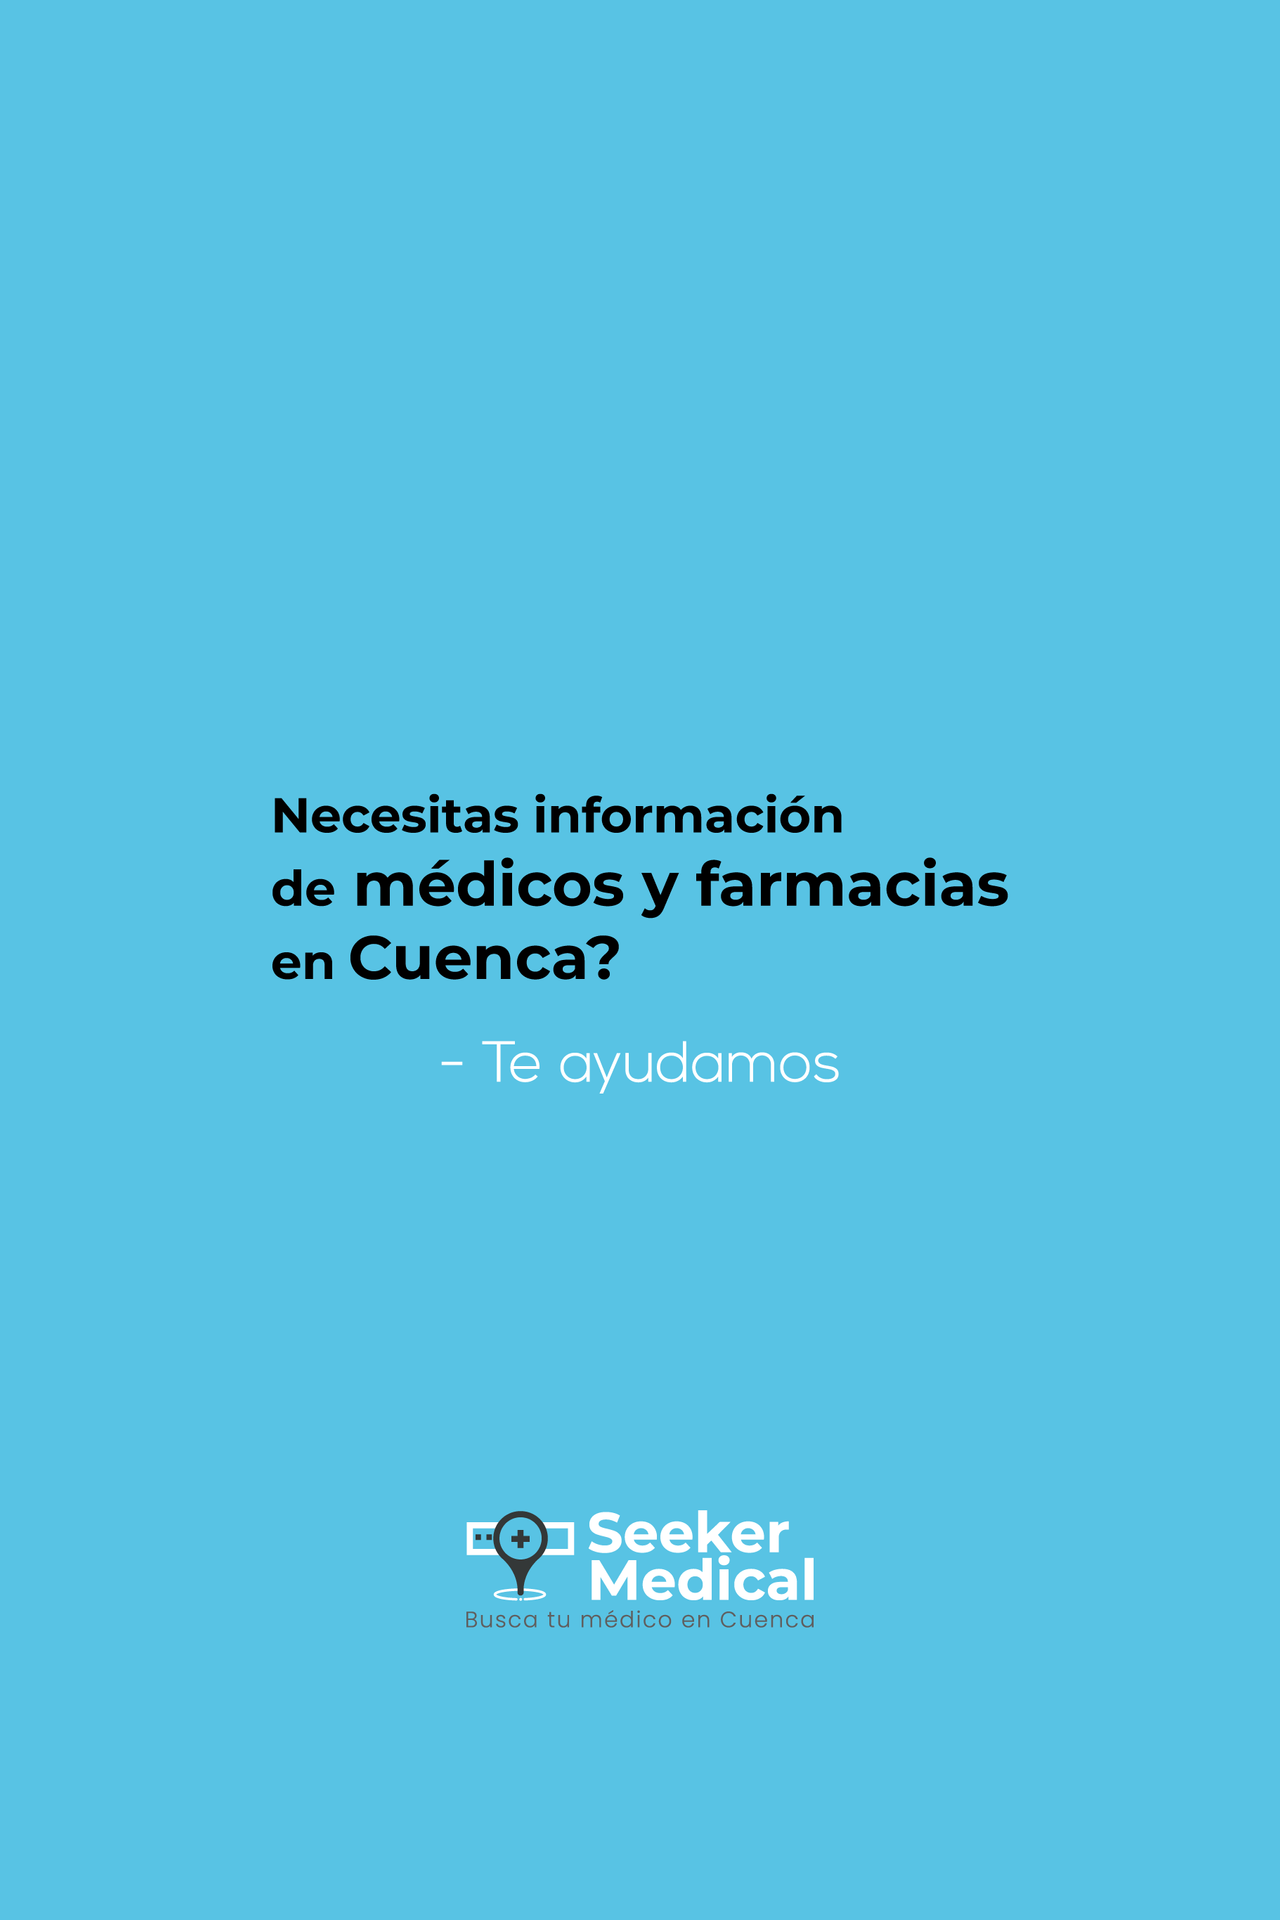 Necesitas información
de médicos y farmacias
en Cuenca?
- Te ayudamos
Seeker
Medical
Busca tu médico en Cuenca